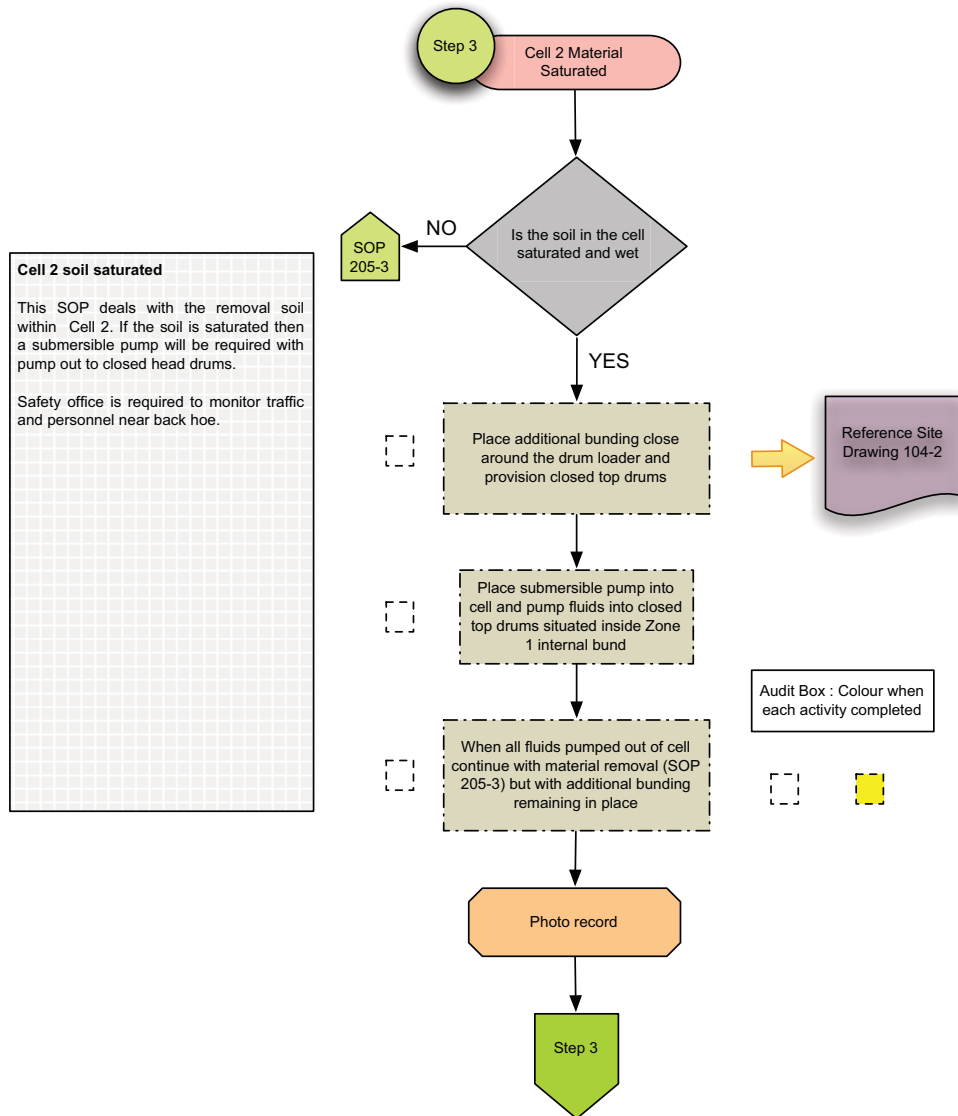 Step 3
Cell 2 Material
Saturated
Is the soil in the cell
saturated and wet
NO
SOP
205-3
YES
Cell 2 soil saturated
This SOP deals with the removal soil
within Cell 2. If the soil is saturated then
a submersible pump will be required with
pump out to closed head drums.
Safety office is required to monitor traffic
and personnel near back hoe.
Place additional bunding close
around the drum loader and
provision closed top drums
Reference Site
Drawing 104-2
Place submersible pump into
cell and pump fluids into closed
top drums situated inside Zone
1 internal bund
Audit Box : Colour when
each activity completed
When all fluids pumped out of cell
continue with material removal (SOP
205-3) but with additional bunding
remaining in place
Photo record
Step 3